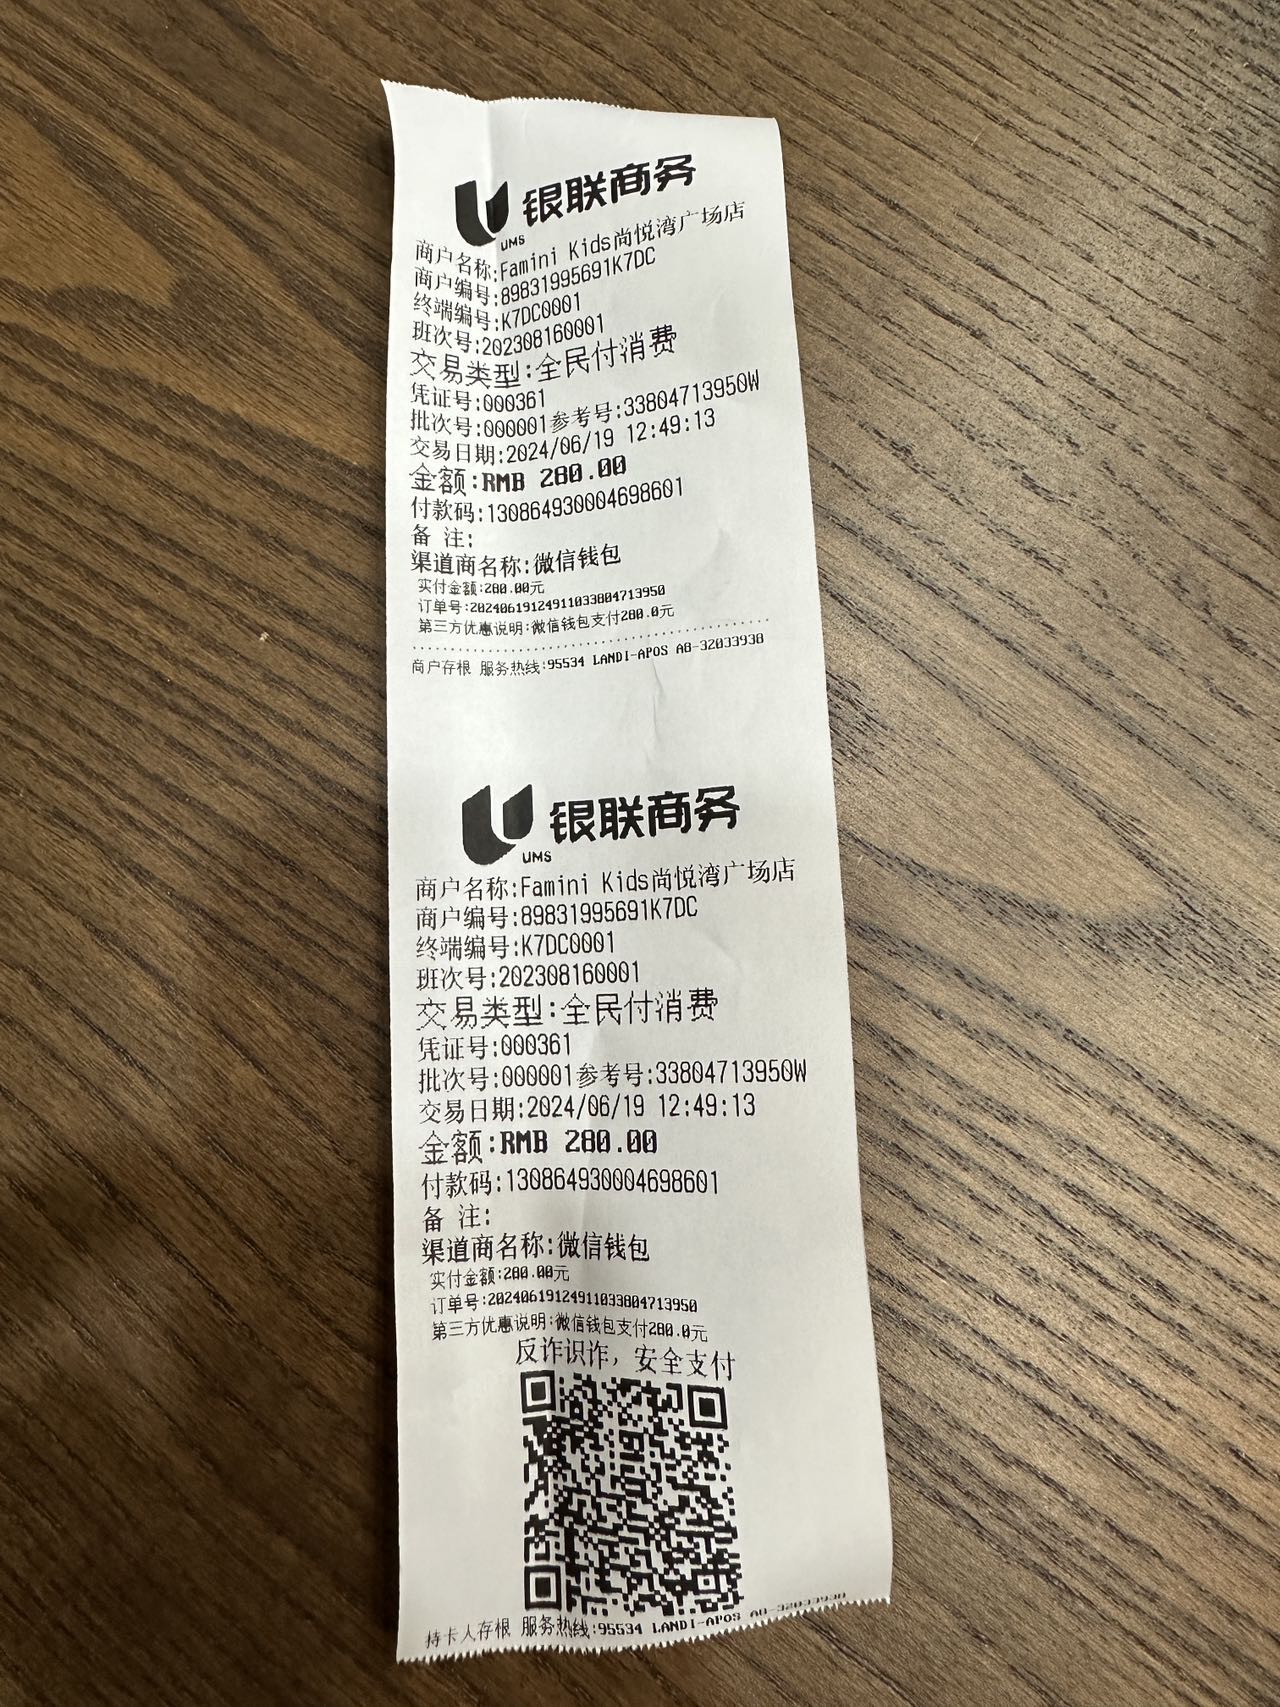 银联商务
UMS
商户名称:Famini Kids尚悦湾广场店
商户编号:89831995691K7DC
终端编号:K7DC0001
班次号:202308160001
交易类型:全民付消费
凭证号:000361
批次号:000001参考号:33804713950W
交易日期:2024/06/19 12:49:13
金额:RMB 280.00
付款码:130864930004698601
备 注:
渠道商名称:微信钱包
实付金额:280.00元
订单号:20240619124911033804713950
第三方优惠说明:微信钱包支付280.0元
商户存根 服务热线:95534 LANDI-APOS A8-32033938
银联商务
UMS
商户名称:Famini Kids尚悦湾广场店
商户编号:89831995691K7DC
终端编号:K7DC0001
班次号:202308160001
交易类型:全民付消费
凭证号:000361
批次号:000001参考号:33804713950W
交易日期:2024/06/19 12:49:13
金额:RMB 280.00
付款码:130864930004698601
备 注:
渠道商名称:微信钱包
实付金额:280.00元
订单号:20240619124911033804713950
第三方优惠说明:微信钱包支付280.0元
反诈识诈，安全支付
持卡人存根 服务热线:95534 LANDI-APOS A8-32033938